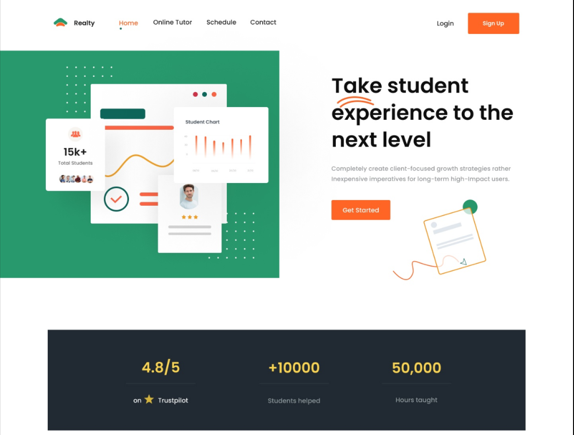 Realty
Home
Online Tutor
Schedule
Contact
Login
Sign Up
Take student
experience to the
next level
Completely create client-focused growth strategies rather
inexpensive imperatives for long-term high-impact users.
Get Started
15k+
Total Students
Student Chart
4.8/5
on Trustpilot
+10000
Students helped
50,000
Hours taught